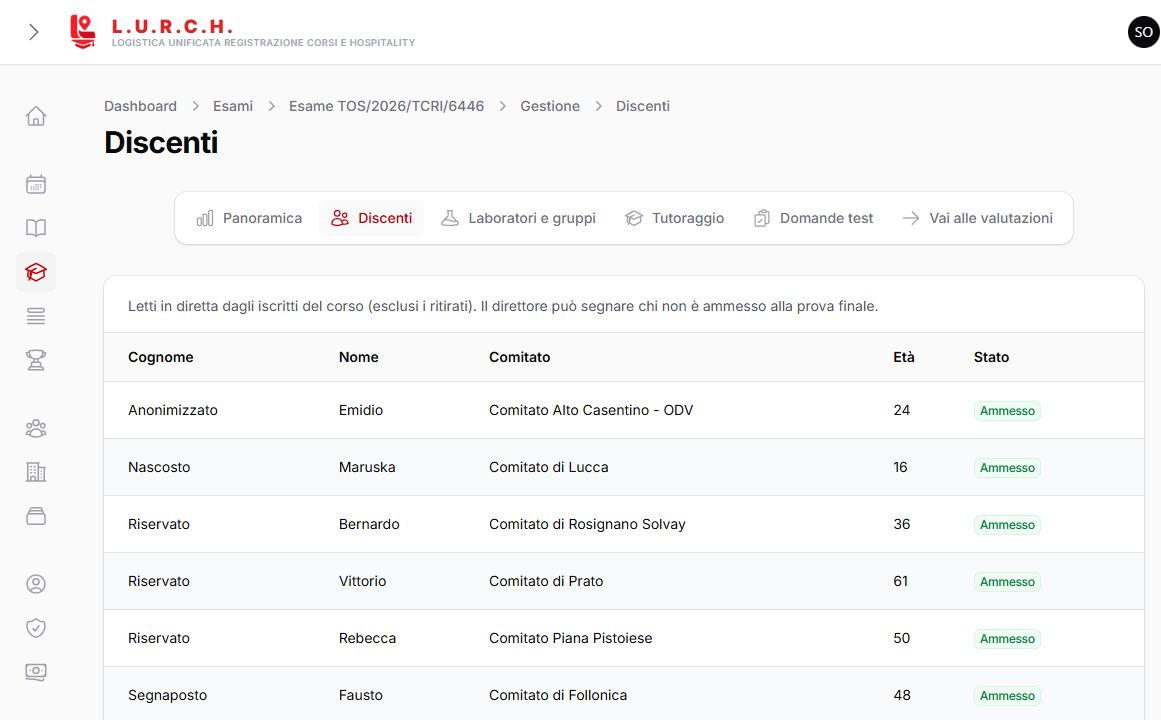 L.U.R.C.H.
LOGISTICA UNIFICATA REGISTRAZIONE CORSI E HOSPITALITY
SO
Dashboard > Esami > Esame TOS/2026/TCRI/6446 > Gestione > Discenti
Discenti
Panoramica Discenti Laboratori e gruppi Tutoraggio Domande test Vai alle valutazioni
Letti in diretta dagli iscritti del corso (esclusi i ritirati). Il direttore può segnare chi non è ammesso alla prova finale.
Cognome Nome Comitato Età Stato
Anonimizzato Emidio Comitato Alto Casentino - ODV 24 Ammesso
Nascosto Maruska Comitato di Lucca 16 Ammesso
Riservato Bernardo Comitato di Rosignano Solvay 36 Ammesso
Riservato Vittorio Comitato di Prato 61 Ammesso
Riservato Rebecca Comitato Piana Pistoiese 50 Ammesso
Segnaposto Fausto Comitato di Follonica 48 Ammesso